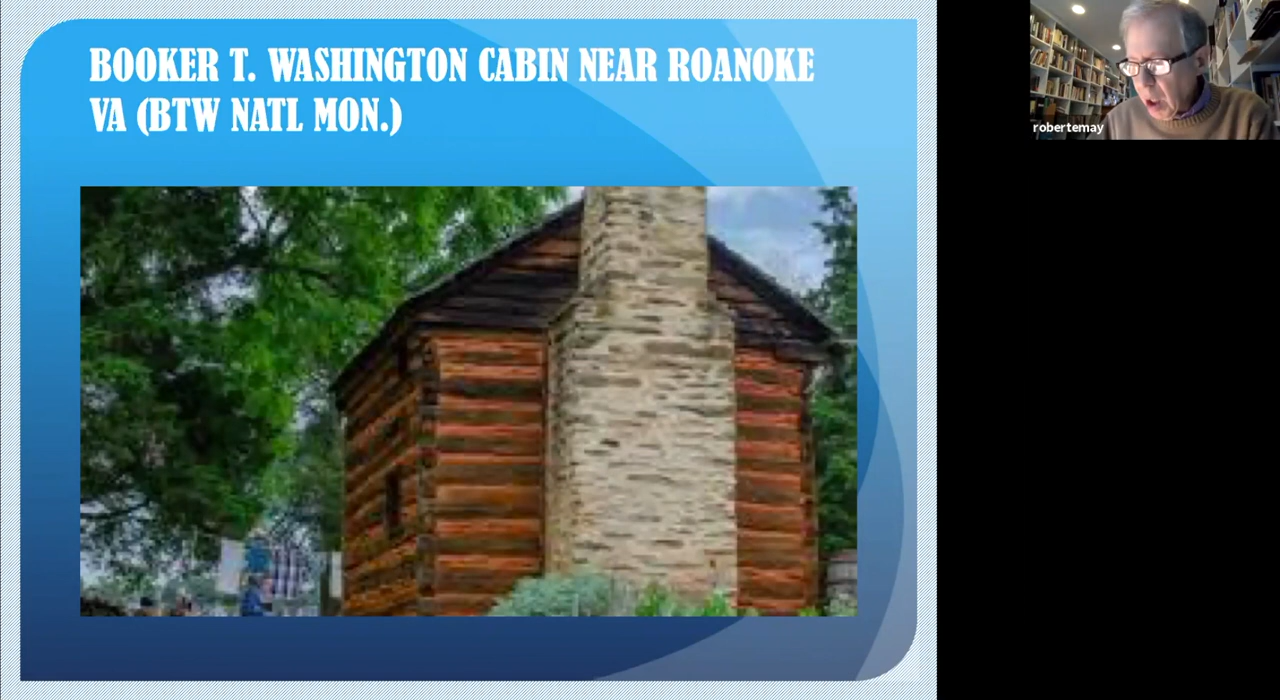 BOOKER T. WASHINGTON CABIN NEAR ROANOKE
VA (BTW NATL MON.)
robertemay